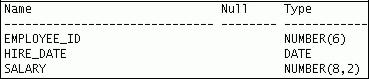 Name Null Type
------------------------------ -------- ------------
EMPLOYEE_ID NUMBER(6)
HIRE_DATE DATE
SALARY NUMBER(8,2)